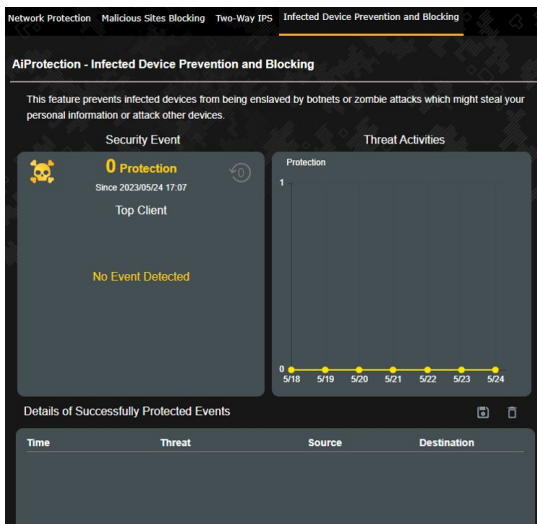 Network Protection Malicious Sites Blocking Two-Way IPS Infected Device Prevention and Blocking
AiProtection - Infected Device Prevention and Blocking
This feature prevents infected devices from being enslaved by botnets or zombie attacks which might steal your
personal information or attack other devices.
Security Event
0 Protection
Since 2023/05/24 17:07
0
Top Client
No Event Detected
Threat Activities
Protection
1
0
5/18 5/19 5/20 5/21 5/22 5/23 5/24
Details of Successfully Protected Events
Time Threat Source Destination